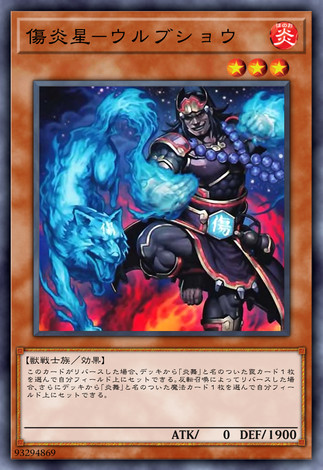 傷炎星－ウルブショウ
ほのお
炎
傷
【獣戦士族／効果】
このカードがリバースした場合、デッキから「炎舞」と名のついた罠カード１枚
を選んで自分フィールド上にセットできる。反転召喚によってリバースした場
合、さらにデッキから「炎舞」と名のついた魔法カード１枚を選んで自分フィール
ド上にセットできる。
ATK/ 0 DEF/1900
93294869